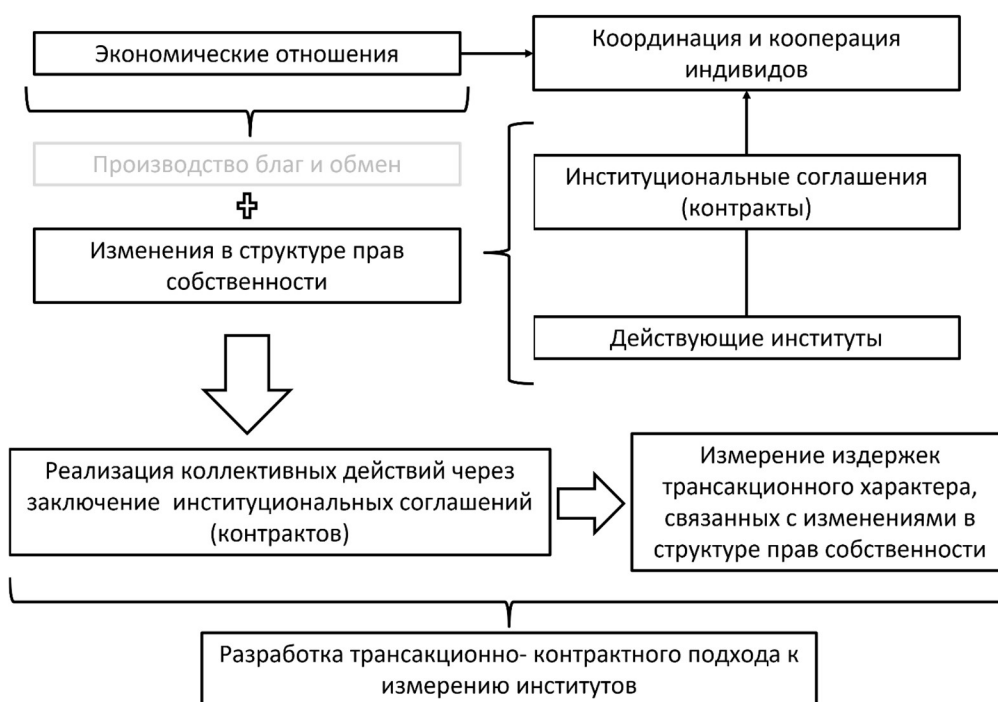 Экономические отношения
Координация и кооперация
индивидов
Производство благ и обмен
Институциональные соглашения
(контракты)
Изменения в структуре прав
собственности
Действующие институты
Реализация коллективных действий через
заключение институциональных соглашений
(контрактов)
Измерение издержек
трансакционного характера,
связанных с изменениями в
структуре прав собственности
Разработка трансакционно- контрактного подхода к
измерению институтов